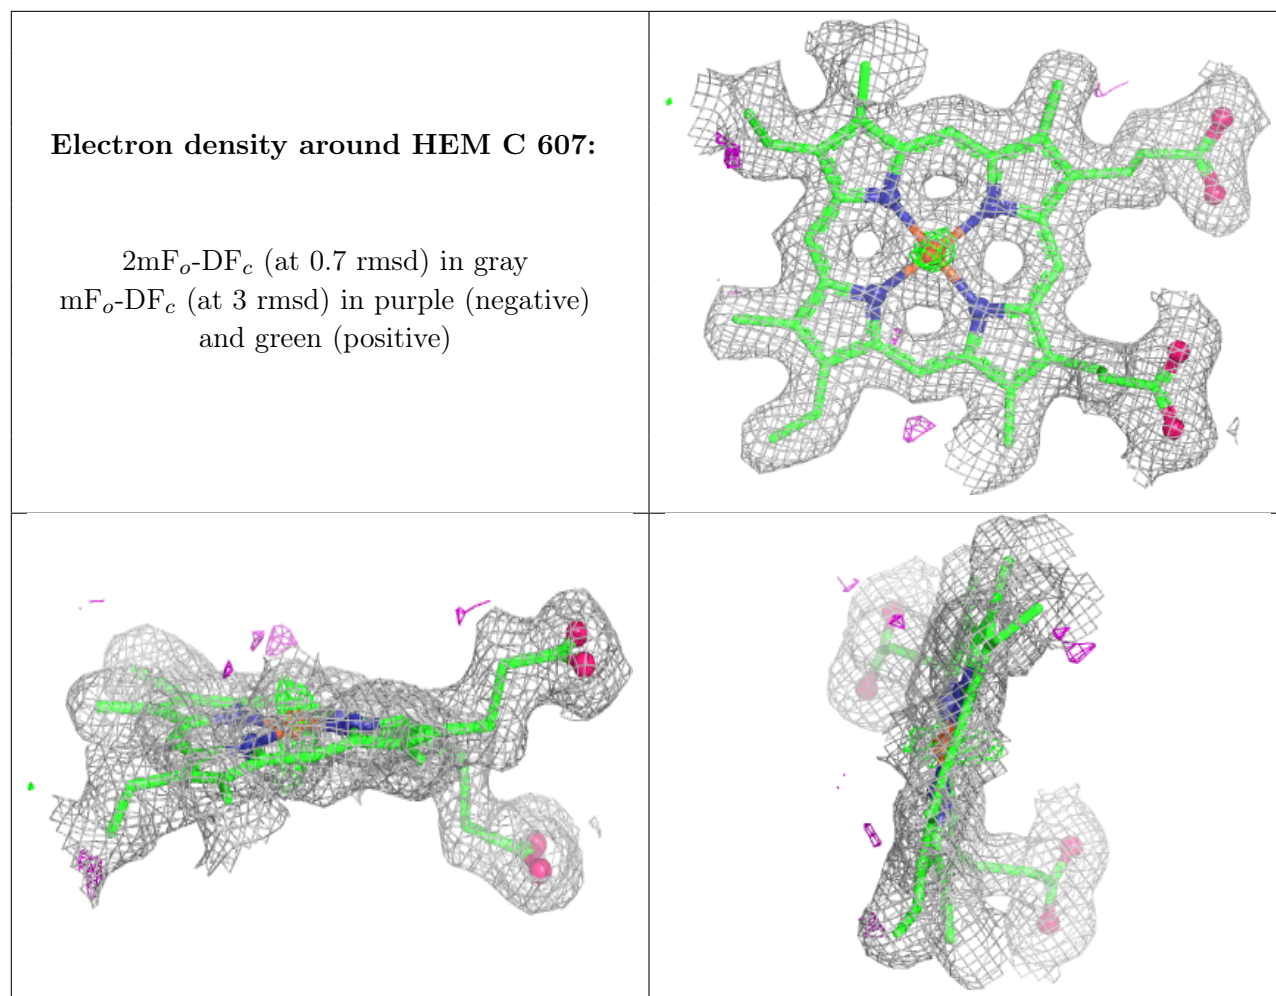 Electron density around HEM C 607:
2mFo-DFc (at 0.7 rmsd) in gray
mFo-DFc (at 3 rmsd) in purple (negative)
and green (positive)